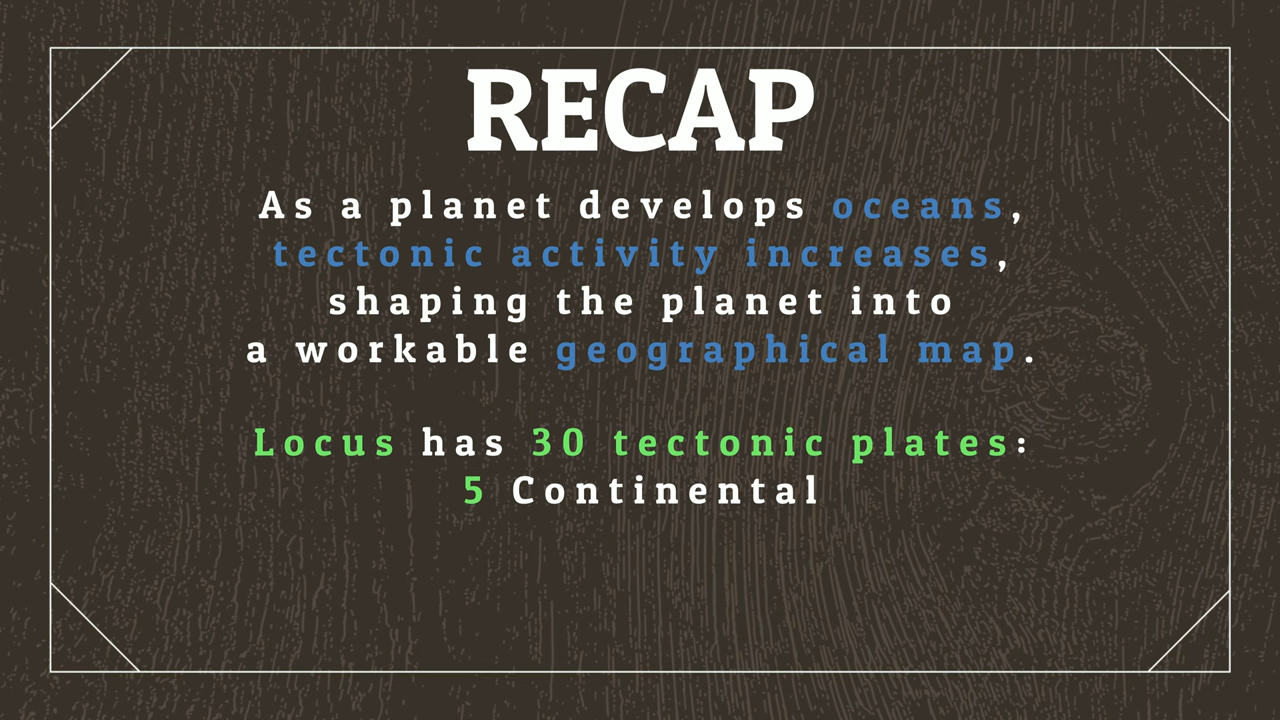 RECAP
As a planet develops oceans,
tectonic activity increases,
shaping the planet into
a workable geographical map.
Locus has 30 tectonic plates:
5 Continental